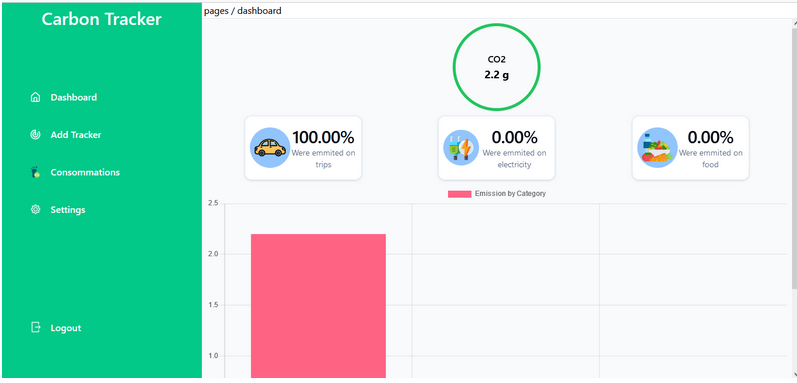 Carbon Tracker
pages / dashboard
Dashboard
Add Tracker
Consommations
Settings
Logout
CO2
2.2 g
100.00%
Were emmited on
trips
0.00%
Were emmited on
electricity
0.00%
Were emmited on
food
Emission by Category
2.5
2.0
1.5
1.0